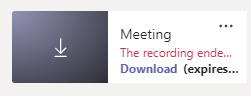 Meeting
The recording ende...
Download (expires...